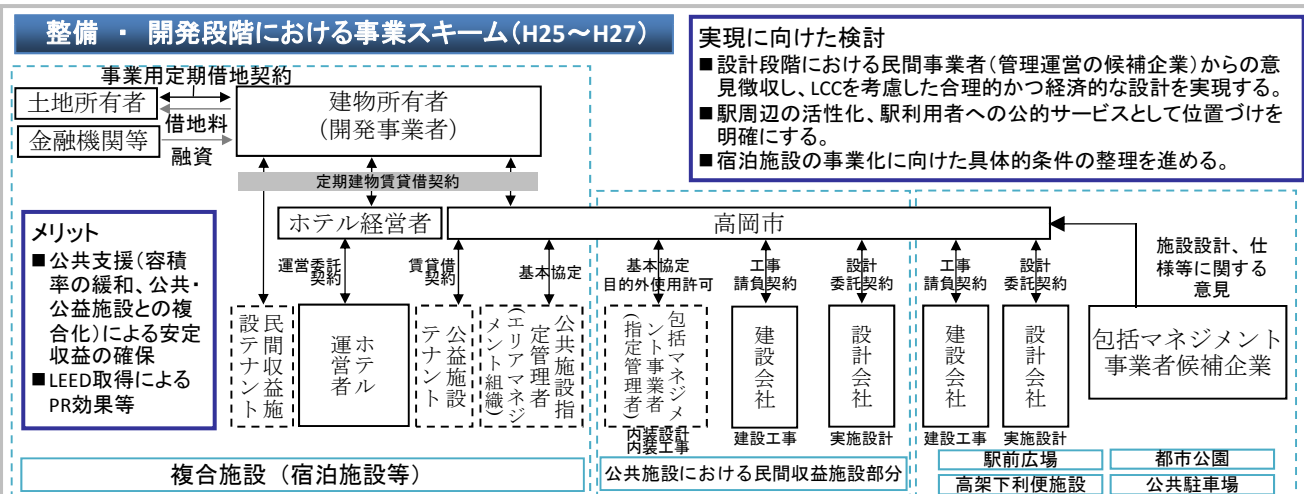 整備 ・ 開発段階における事業スキーム(H25～H27)
実現に向けた検討
■設計段階における民間事業者(管理運営の候補企業)からの意
見徴収し、LCCを考慮した合理的かつ経済的な設計を実現する。
■駅周辺の活性化、駅利用者への公的サービスとして位置づけを
明確にする。
■宿泊施設の事業化に向けた具体的条件の整理を進める。
事業用定期借地契約
土地所有者
借地料
金融機関等
融資
建物所有者
(開発事業者)
定期建物賃貸借契約
メリット
■公共支援(容積
率の緩和、公共・
公益施設との複
合化)による安定
収益の確保
■LEED取得による
PR効果等
ホテル経営者
高岡市
運営委託
契約
賃貸借
契約
基本協定
基本協定
目的外使用許可
工事
請負契約
設計
委託契約
工事
請負契約
設計
委託契約
施設設計、仕
様等に関する
意見
民間収益施
設テナント
ホテル
運営者
公益施設
テナント
公共施設指
定管理者
(エリアマネジ
メント組織)
包括マネジメ
ント事業者
(指定管理者)
建設会社
設計会社
建設会社
設計会社
包括マネジメント
事業者候補企業
内装設計
内装工事
建設工事
実施設計
建設工事
実施設計
複合施設（宿泊施設等）
公共施設における民間収益施設部分
駅前広場
都市公園
高架下利便施設
公共駐車場